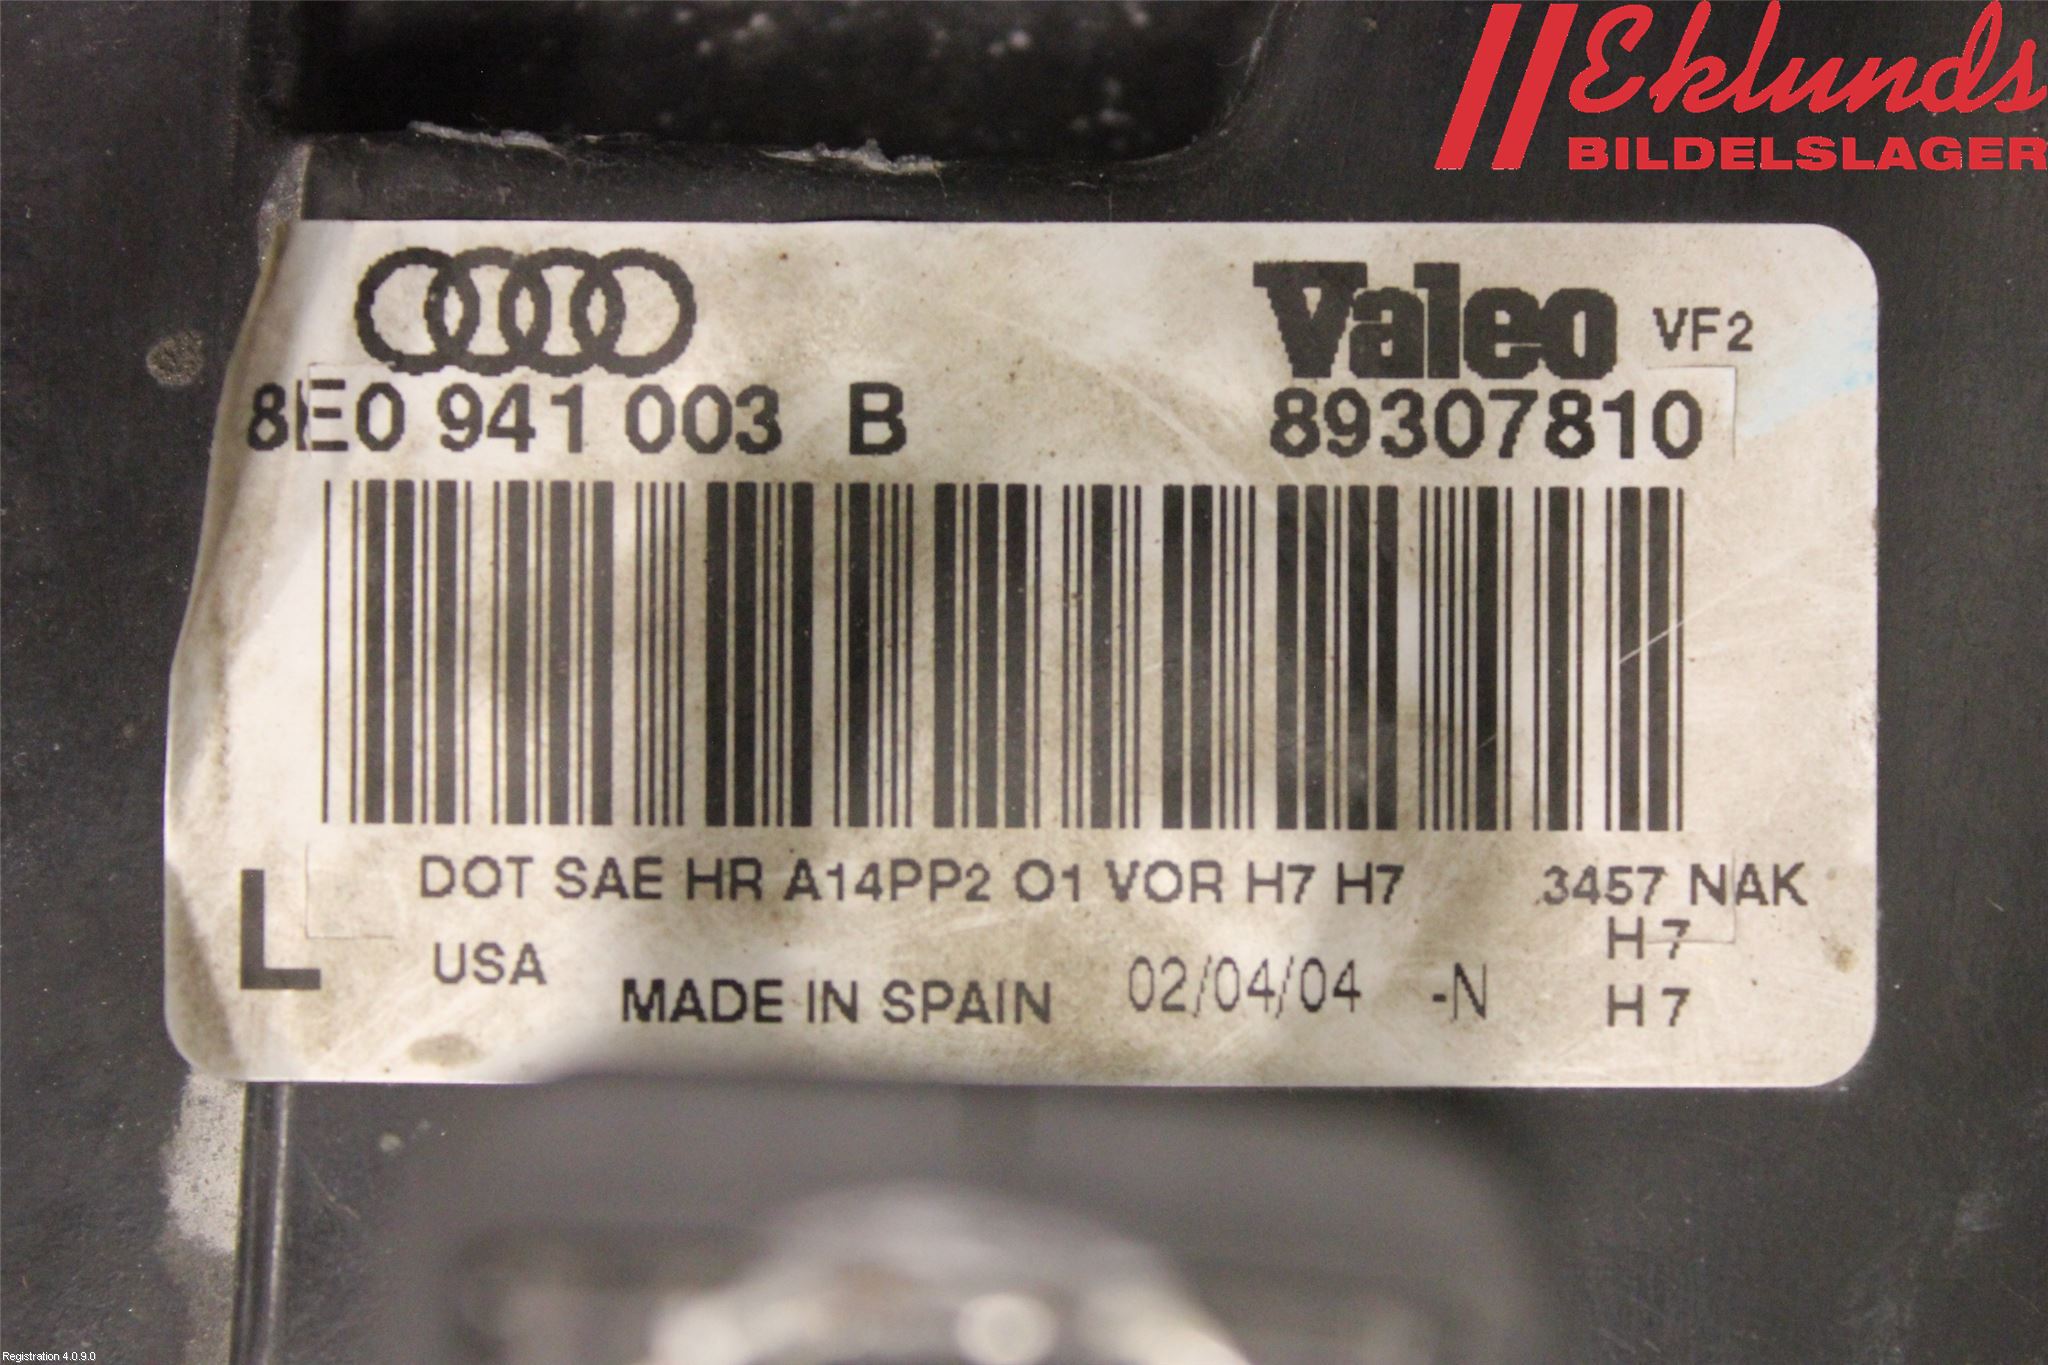 Eklunds
BILDELSLAGER
Valeo VF2
8E0 941 003 B 89307810
DOT SAE HR A14PP2 O1 VOR H7 H7 3457 NAK
H7
L USA MADE IN SPAIN 02/04/04 -N H7
Registration 4.0.9.0